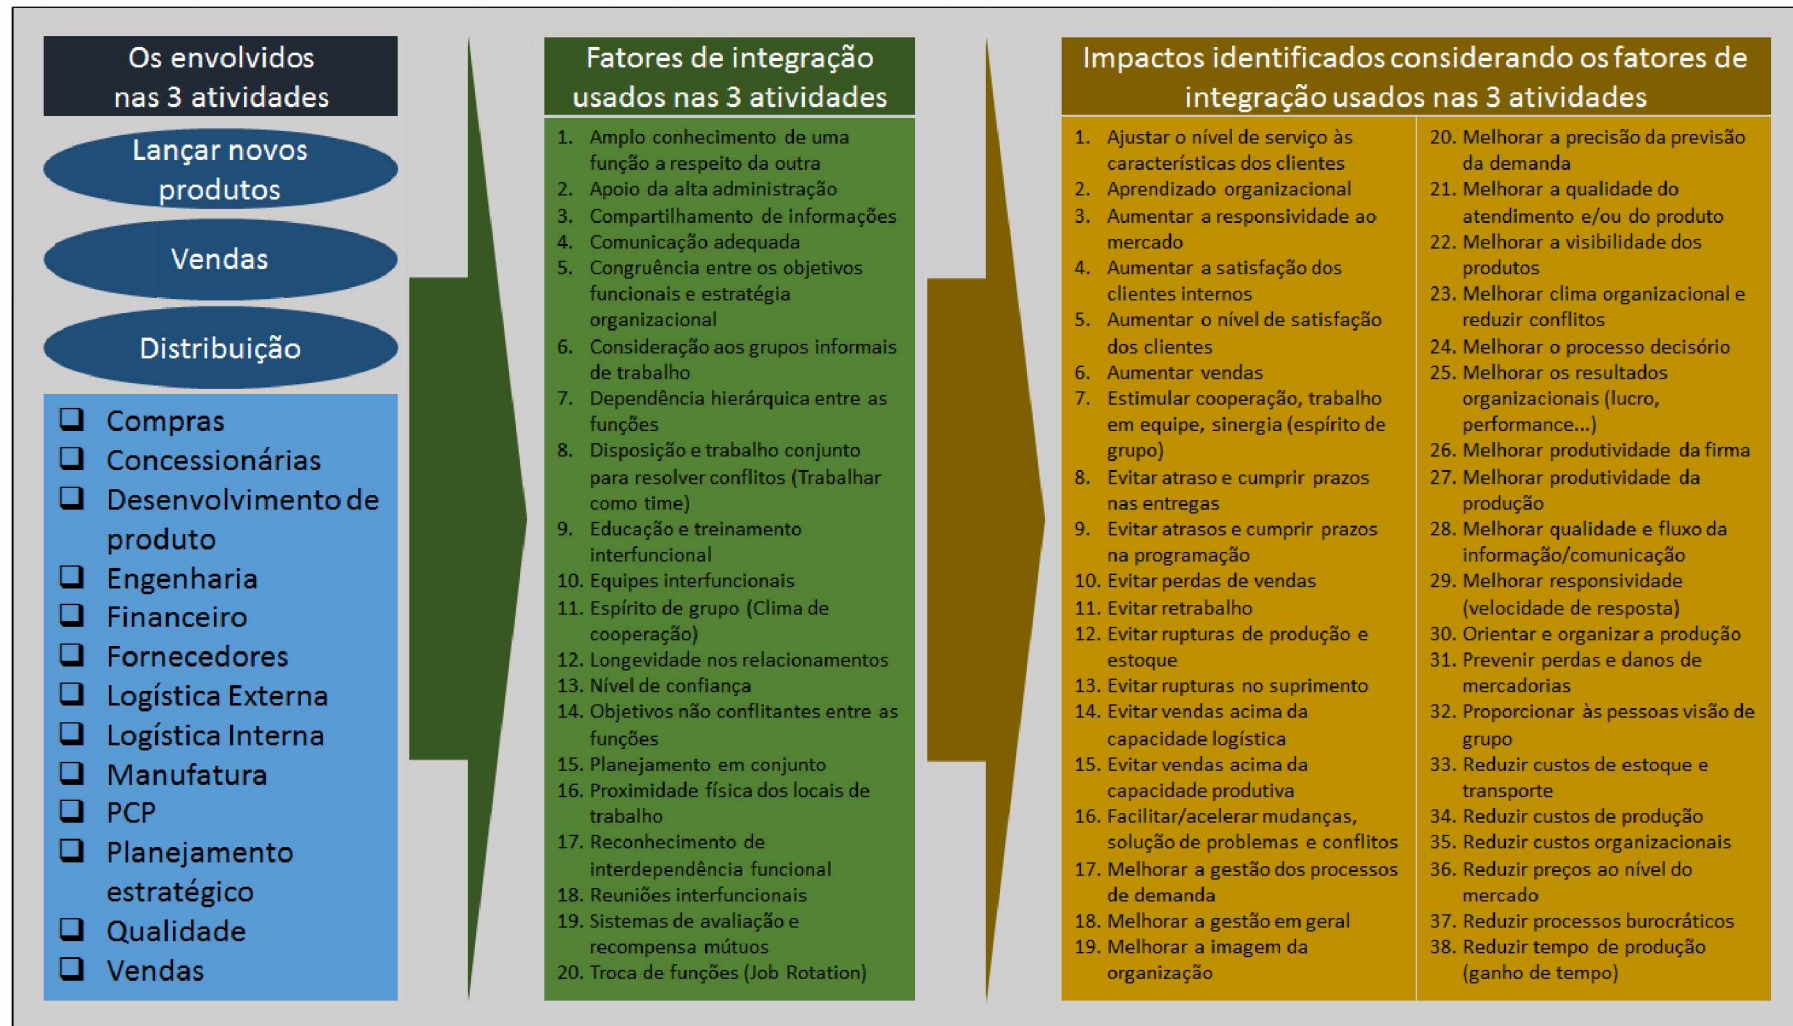 Os envolvidos
nas 3 atividades
Lançar novos
produtos
Vendas
Distribuição
❑ Compras
❑ Concessionárias
❑ Desenvolvimento de
produto
❑ Engenharia
❑ Financeiro
❑ Fornecedores
❑ Logística Externa
❑ Logística Interna
❑ Manufatura
❑ PCP
❑ Planejamento
estratégico
❑ Qualidade
❑ Vendas
Fatores de integração
usados nas 3 atividades
1. Amplo conhecimento de uma
função a respeito da outra
2. Apoio da alta administração
3. Compartilhamento de informações
4. Comunicação adequada
5. Congruência entre os objetivos
funcionais e estratégia
organizacional
6. Consideração aos grupos informais
de trabalho
7. Dependência hierárquica entre as
funções
8. Disposição e trabalho conjunto
para resolver conflitos (Trabalhar
como time)
9. Educação e treinamento
interfuncional
10. Equipes interfuncionais
11. Espírito de grupo (Clima de
cooperação)
12. Longevidade nos relacionamentos
13. Nível de confiança
14. Objetivos não conflitantes entre as
funções
15. Planejamento em conjunto
16. Proximidade física dos locais de
trabalho
17. Reconhecimento de
interdependência funcional
18. Reuniões interfuncionais
19. Sistemas de avaliação e
recompensa mútuos
20. Troca de funções (Job Rotation)
Impactos identificados considerando os fatores de
integração usados nas 3 atividades
1. Ajustar o nível de serviço às
características dos clientes
2. Aprendizado organizacional
3. Aumentar a responsividade ao
mercado
4. Aumentar a satisfação dos
clientes internos
5. Aumentar o nível de satisfação
dos clientes
6. Aumentar vendas
7. Estimular cooperação, trabalho
em equipe, sinergia (espírito de
grupo)
8. Evitar atraso e cumprir prazos
nas entregas
9. Evitar atrasos e cumprir prazos
na programação
10. Evitar perdas de vendas
11. Evitar retrabalho
12. Evitar rupturas de produção e
estoque
13. Evitar rupturas no suprimento
14. Evitar vendas acima da
capacidade logística
15. Evitar vendas acima da
capacidade produtiva
16. Facilitar/acelerar mudanças,
solução de problemas e conflitos
17. Melhorar a gestão dos processos
de demanda
18. Melhorar a gestão em geral
19. Melhorar a imagem da
organização
20. Melhorar a precisão da previsão
da demanda
21. Melhorar a qualidade do
atendimento e/ou do produto
22. Melhorar a visibilidade dos
produtos
23. Melhorar clima organizacional e
reduzir conflitos
24. Melhorar o processo decisório
25. Melhorar os resultados
organizacionais (lucro,
performance...)
26. Melhorar produtividade da firma
27. Melhorar produtividade da
produção
28. Melhorar qualidade e fluxo da
informação/comunicação
29. Melhorar responsividade
(velocidade de resposta)
30. Orientar e organizar a produção
31. Prevenir perdas e danos de
mercadorias
32. Proporcionar às pessoas visão de
grupo
33. Reduzir custos de estoque e
transporte
34. Reduzir custos de produção
35. Reduzir custos organizacionais
36. Reduzir preços ao nível do
mercado
37. Reduzir processos burocráticos
38. Reduzir tempo de produção
(ganho de tempo)